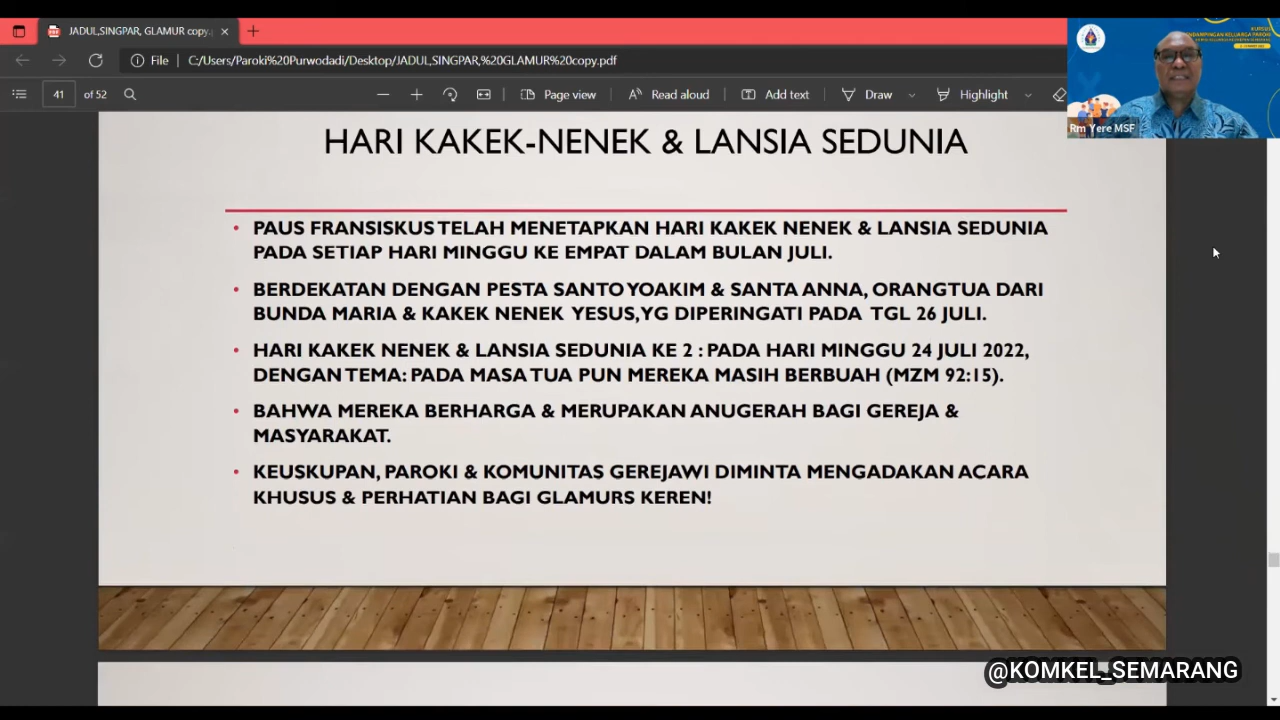 JADUL,SINGPAR, GLAMUR copy.p
File
C:/Users/Paroki%20Purwodadi/Desktop/JADUL,SINGPAR,%20GLAMUR%20copy.pdf
41 of 52
Page view
Read aloud
Add text
Draw
Highlight
KURSUS
PENDAMPINGAN KELUARGA PAROKI
Rm Yere MSF
HARI KAKEK-NENEK & LANSIA SEDUNIA
• PAUS FRANSISKUS TELAH MENETAPKAN HARI KAKEK NENEK & LANSIA SEDUNIA
PADA SETIAP HARI MINGGU KE EMPAT DALAM BULAN JULI.
• BERDEKATAN DENGAN PESTA SANTO YOAKIM & SANTA ANNA, ORANGTUA DARI
BUNDA MARIA & KAKEK NENEK YESUS,YG DIPERINGATI PADA TGL 26 JULI.
• HARI KAKEK NENEK & LANSIA SEDUNIA KE 2 : PADA HARI MINGGU 24 JULI 2022,
DENGAN TEMA: PADA MASA TUA PUN MEREKA MASIH BERBUAH (MZM 92:15).
• BAHWA MEREKA BERHARGA & MERUPAKAN ANUGERAH BAGI GEREJA &
MASYARAKAT.
• KEUSKUPAN, PAROKI & KOMUNITAS GEREJAWI DIMINTA MENGADAKAN ACARA
KHUSUS & PERHATIAN BAGI GLAMURS KEREN!
@KOMKEL_SEMARANG